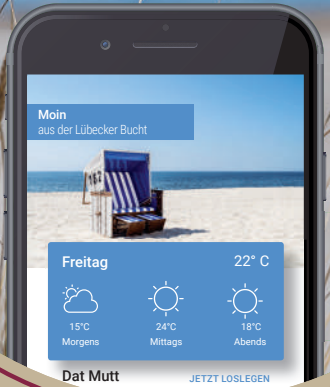 Moin
aus der Lübecker Bucht
Freitag 22° C
15°C 24°C 18°C
Morgens Mittags Abends
Dat Mutt JETZT LOSLEGEN